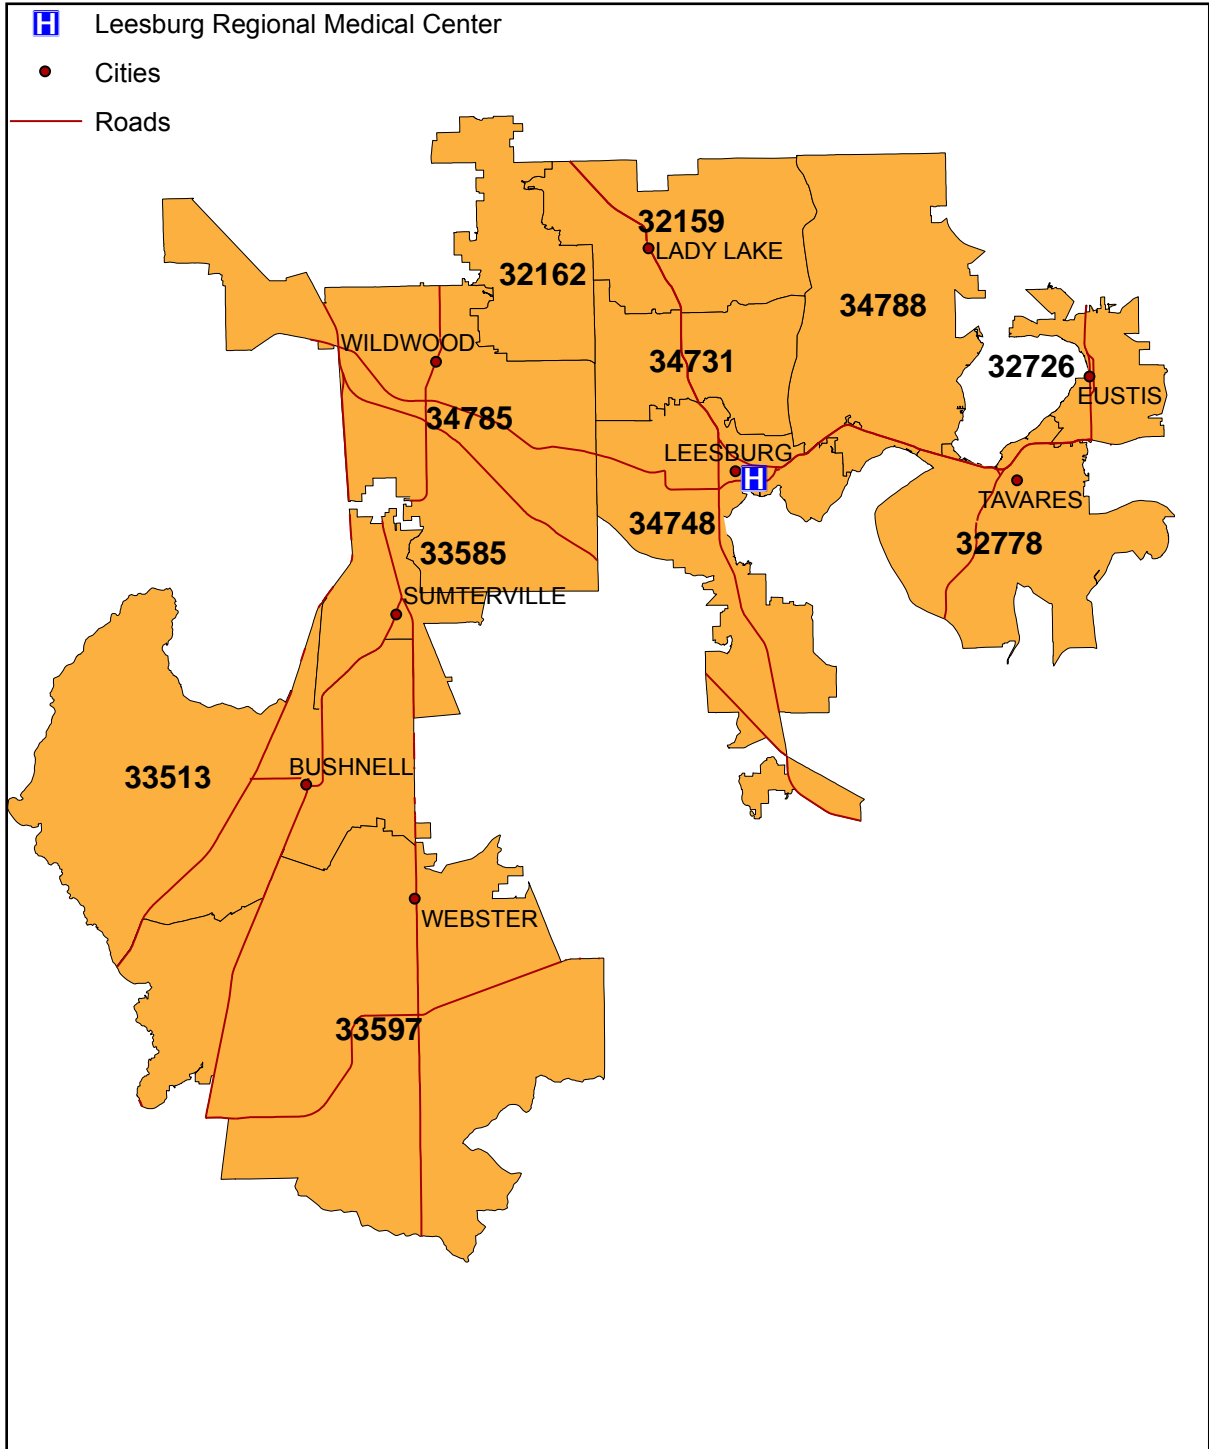 H Leesburg Regional Medical Center
Cities
Roads
32159
LADY LAKE
32162
34788
WILDWOOD
34731
32726
EUSTIS
34785
LEESBURG
H
TAVARES
34748
32778
33585
SUMTERVILLE
BUSHNELL
33513
WEBSTER
33597